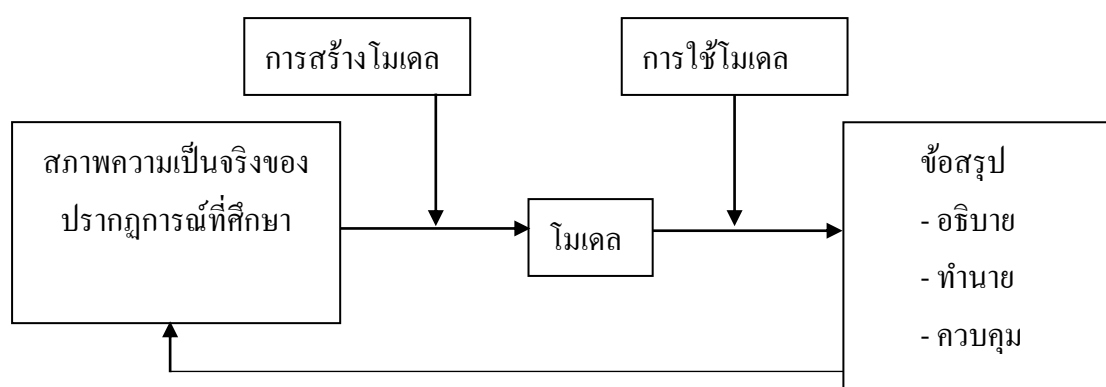 การสร้างโมเดล
การใช้โมเดล
สภาพความเป็นจริงของ
ปรากฏการณ์ที่ศึกษา
โมเดล
ข้อสรุป
- อธิบาย
- ทำนาย
- ควบคุม